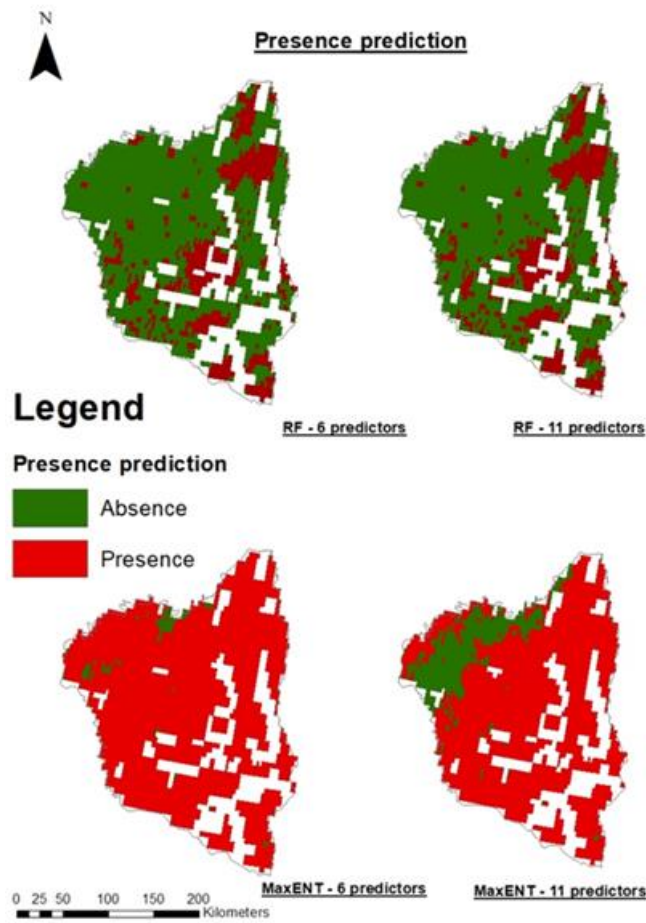 N
Presence prediction
RF - 6 predictors
RF - 11 predictors
Legend
Presence prediction
Absence
Presence
MaxENT - 6 predictors
MaxENT - 11 predictors
0 25 50 100 150 200
Kilometers